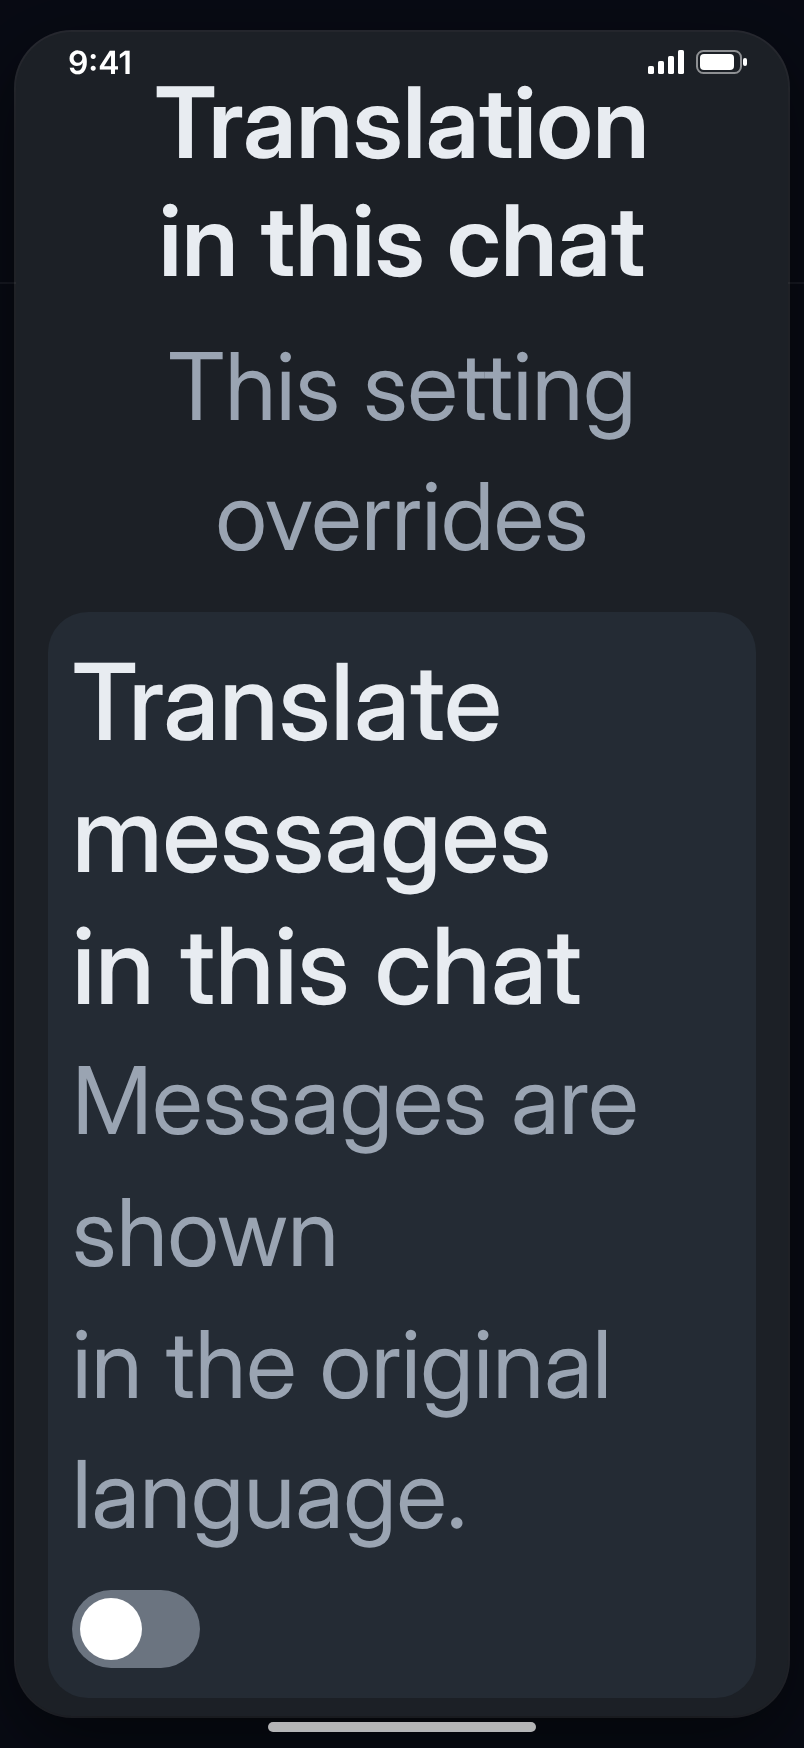 9:41
Translation
in this chat
This setting
overrides
Translate
messages
in this chat
Messages are
shown
in the original
language.